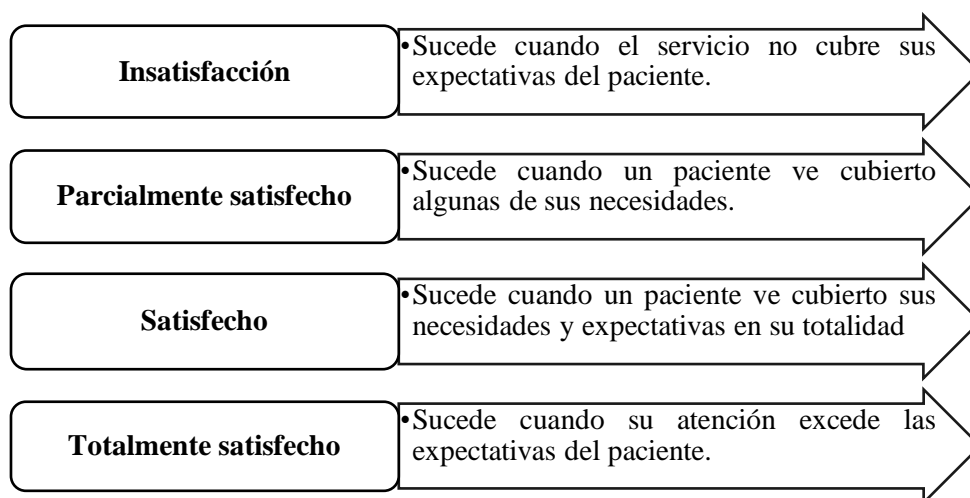 Insatisfacción
•Sucede cuando el servicio no cubre sus
expectativas del paciente.
Parcialmente satisfecho
•Sucede cuando un paciente ve cubierto
algunas de sus necesidades.
Satisfecho
•Sucede cuando un paciente ve cubierto sus
necesidades y expectativas en su totalidad
Totalmente satisfecho
•Sucede cuando su atención excede las
expectativas del paciente.